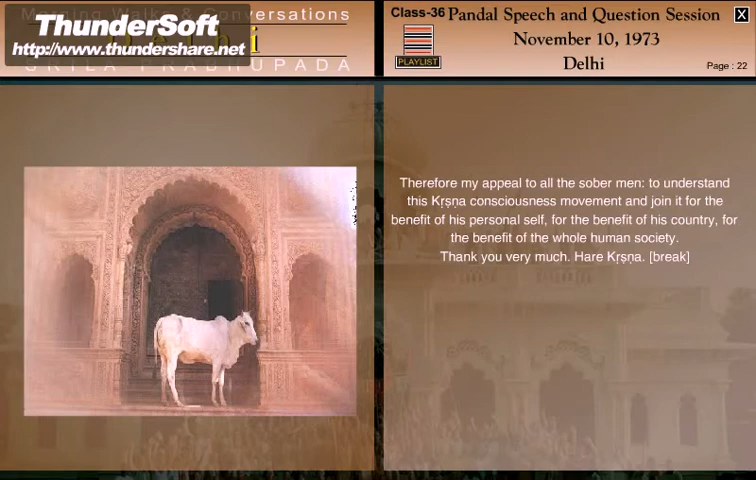 Morning Walks & Conversations
ThunderSoft
http://www.thundershare.net
SRILA PRABHUPADA
Class-36 Pandal Speech and Question Session
November 10, 1973
Delhi
PLAYLIST
Page : 22
X
Therefore my appeal to all the sober men: to understand
this Kṛṣṇa consciousness movement and join it for the
benefit of his personal self, for the benefit of his country, for
the benefit of the whole human society.
Thank you very much. Hare Kṛṣṇa. [break]